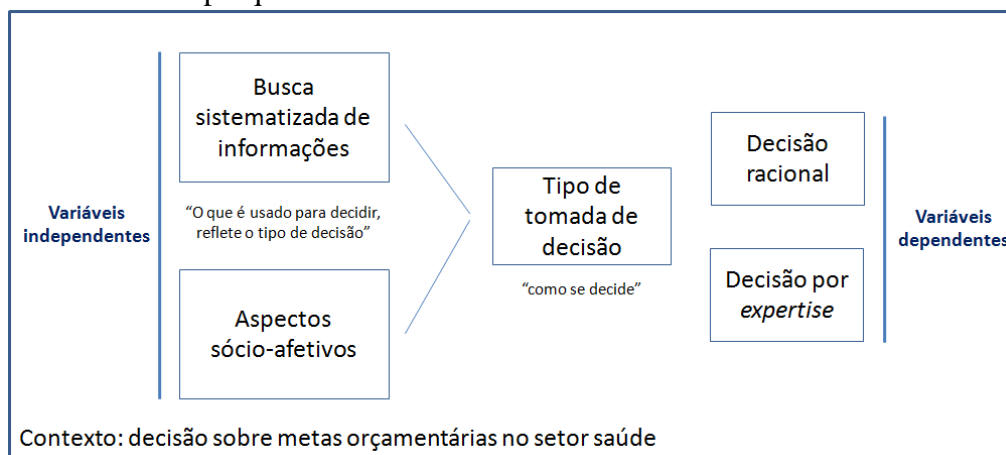 Busca
sistematizada de
informações
Variáveis
independentes
"O que é usado para decidir,
reflete o tipo de decisão"
Aspectos
sócio-afetivos
Tipo de
tomada de
decisão
"como se decide"
Decisão
racional
Decisão por
expertise
Variáveis
dependentes
Contexto: decisão sobre metas orçamentárias no setor saúde